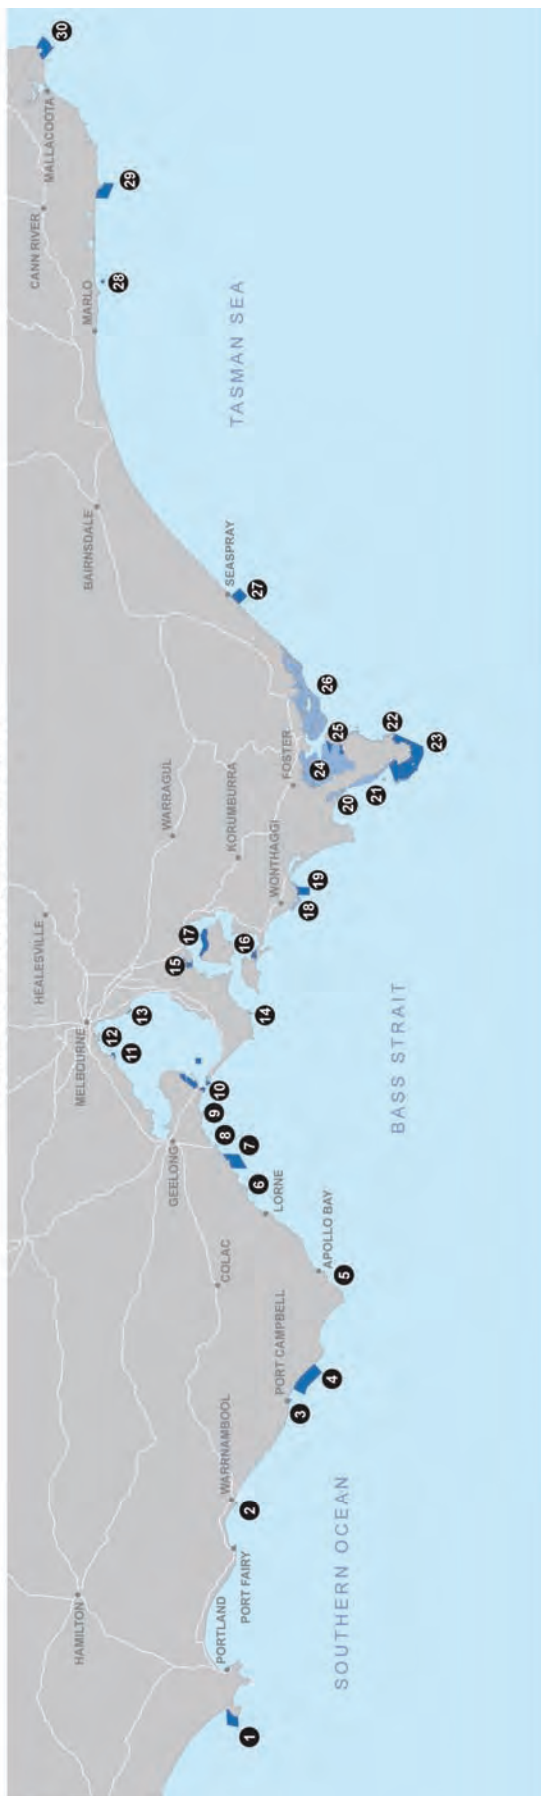 HAMILTON
PORTLAND
PORT FAIRY
WARRNAMBOOL
PORT CAMPBELL
COLAC
APOLLO BAY
LORNE
GEELONG
MELBOURNE
HEALESVILLE
WARRAGUL
KORUMBURRA
WONTHAGGI
FOSTER
SEASPRAY
BAIRNSDALE
MARLO
CANN RIVER
MALLACOOTA
SOUTHERN OCEAN
BASS STRAIT
TASMAN SEA
1
2
3
4
5
6
7
8
9
10
11
12
13
14
15
16
17
18
19
20
21
22
23
24
25
26
27
28
29
30